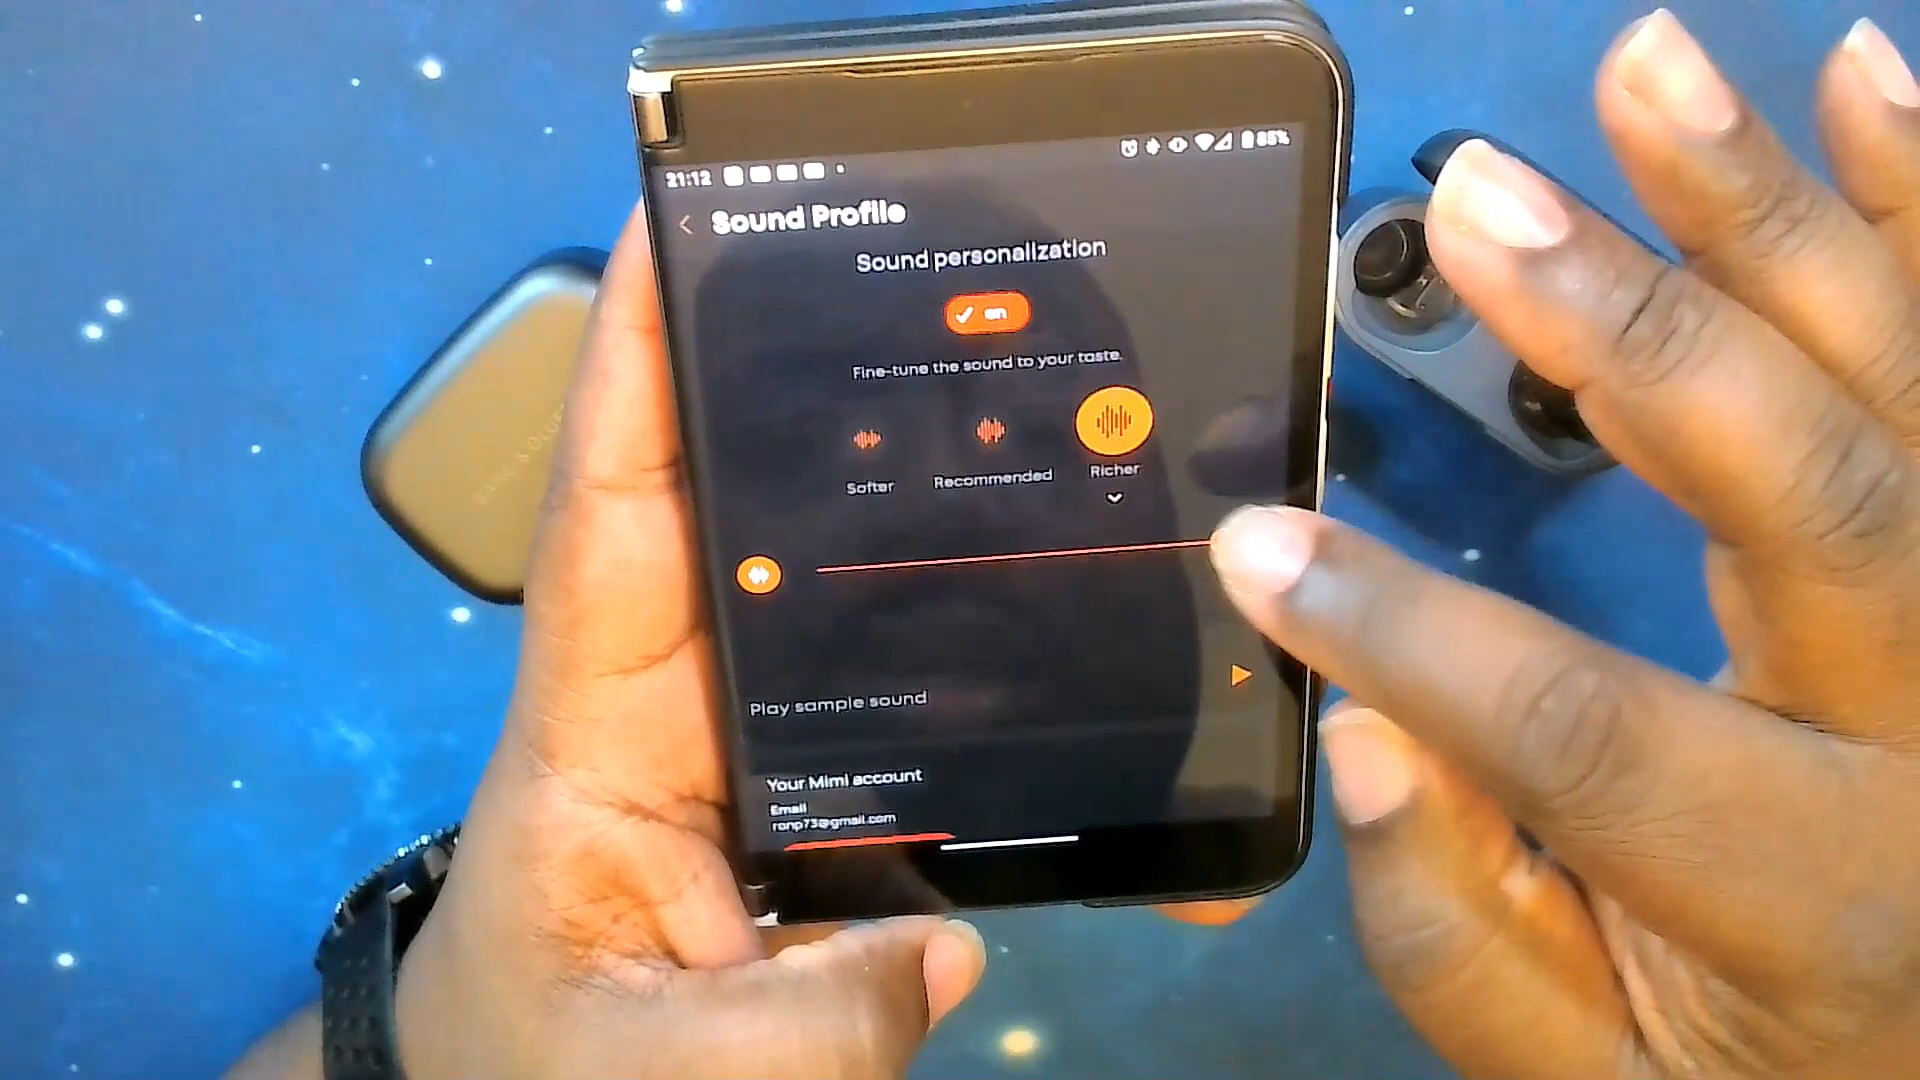 21:12
85%
Sound Profile
Sound personalization
on
Fine-tune the sound to your taste.
Softer
Recommended
Richer
Play sample sound
Your Mimi account
Email
ronp73@gmail.com